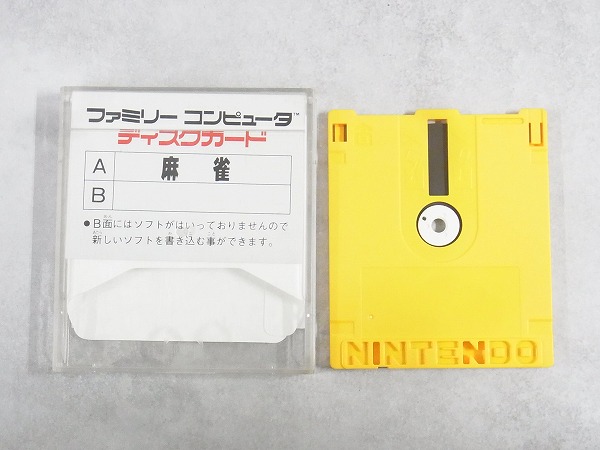 ファミリー コンピュータ™
ディスクカード
A 麻雀
B
●B面にはソフトがはいっておりませんので
新しいソフトを書き込む事ができます。
NINTENDO